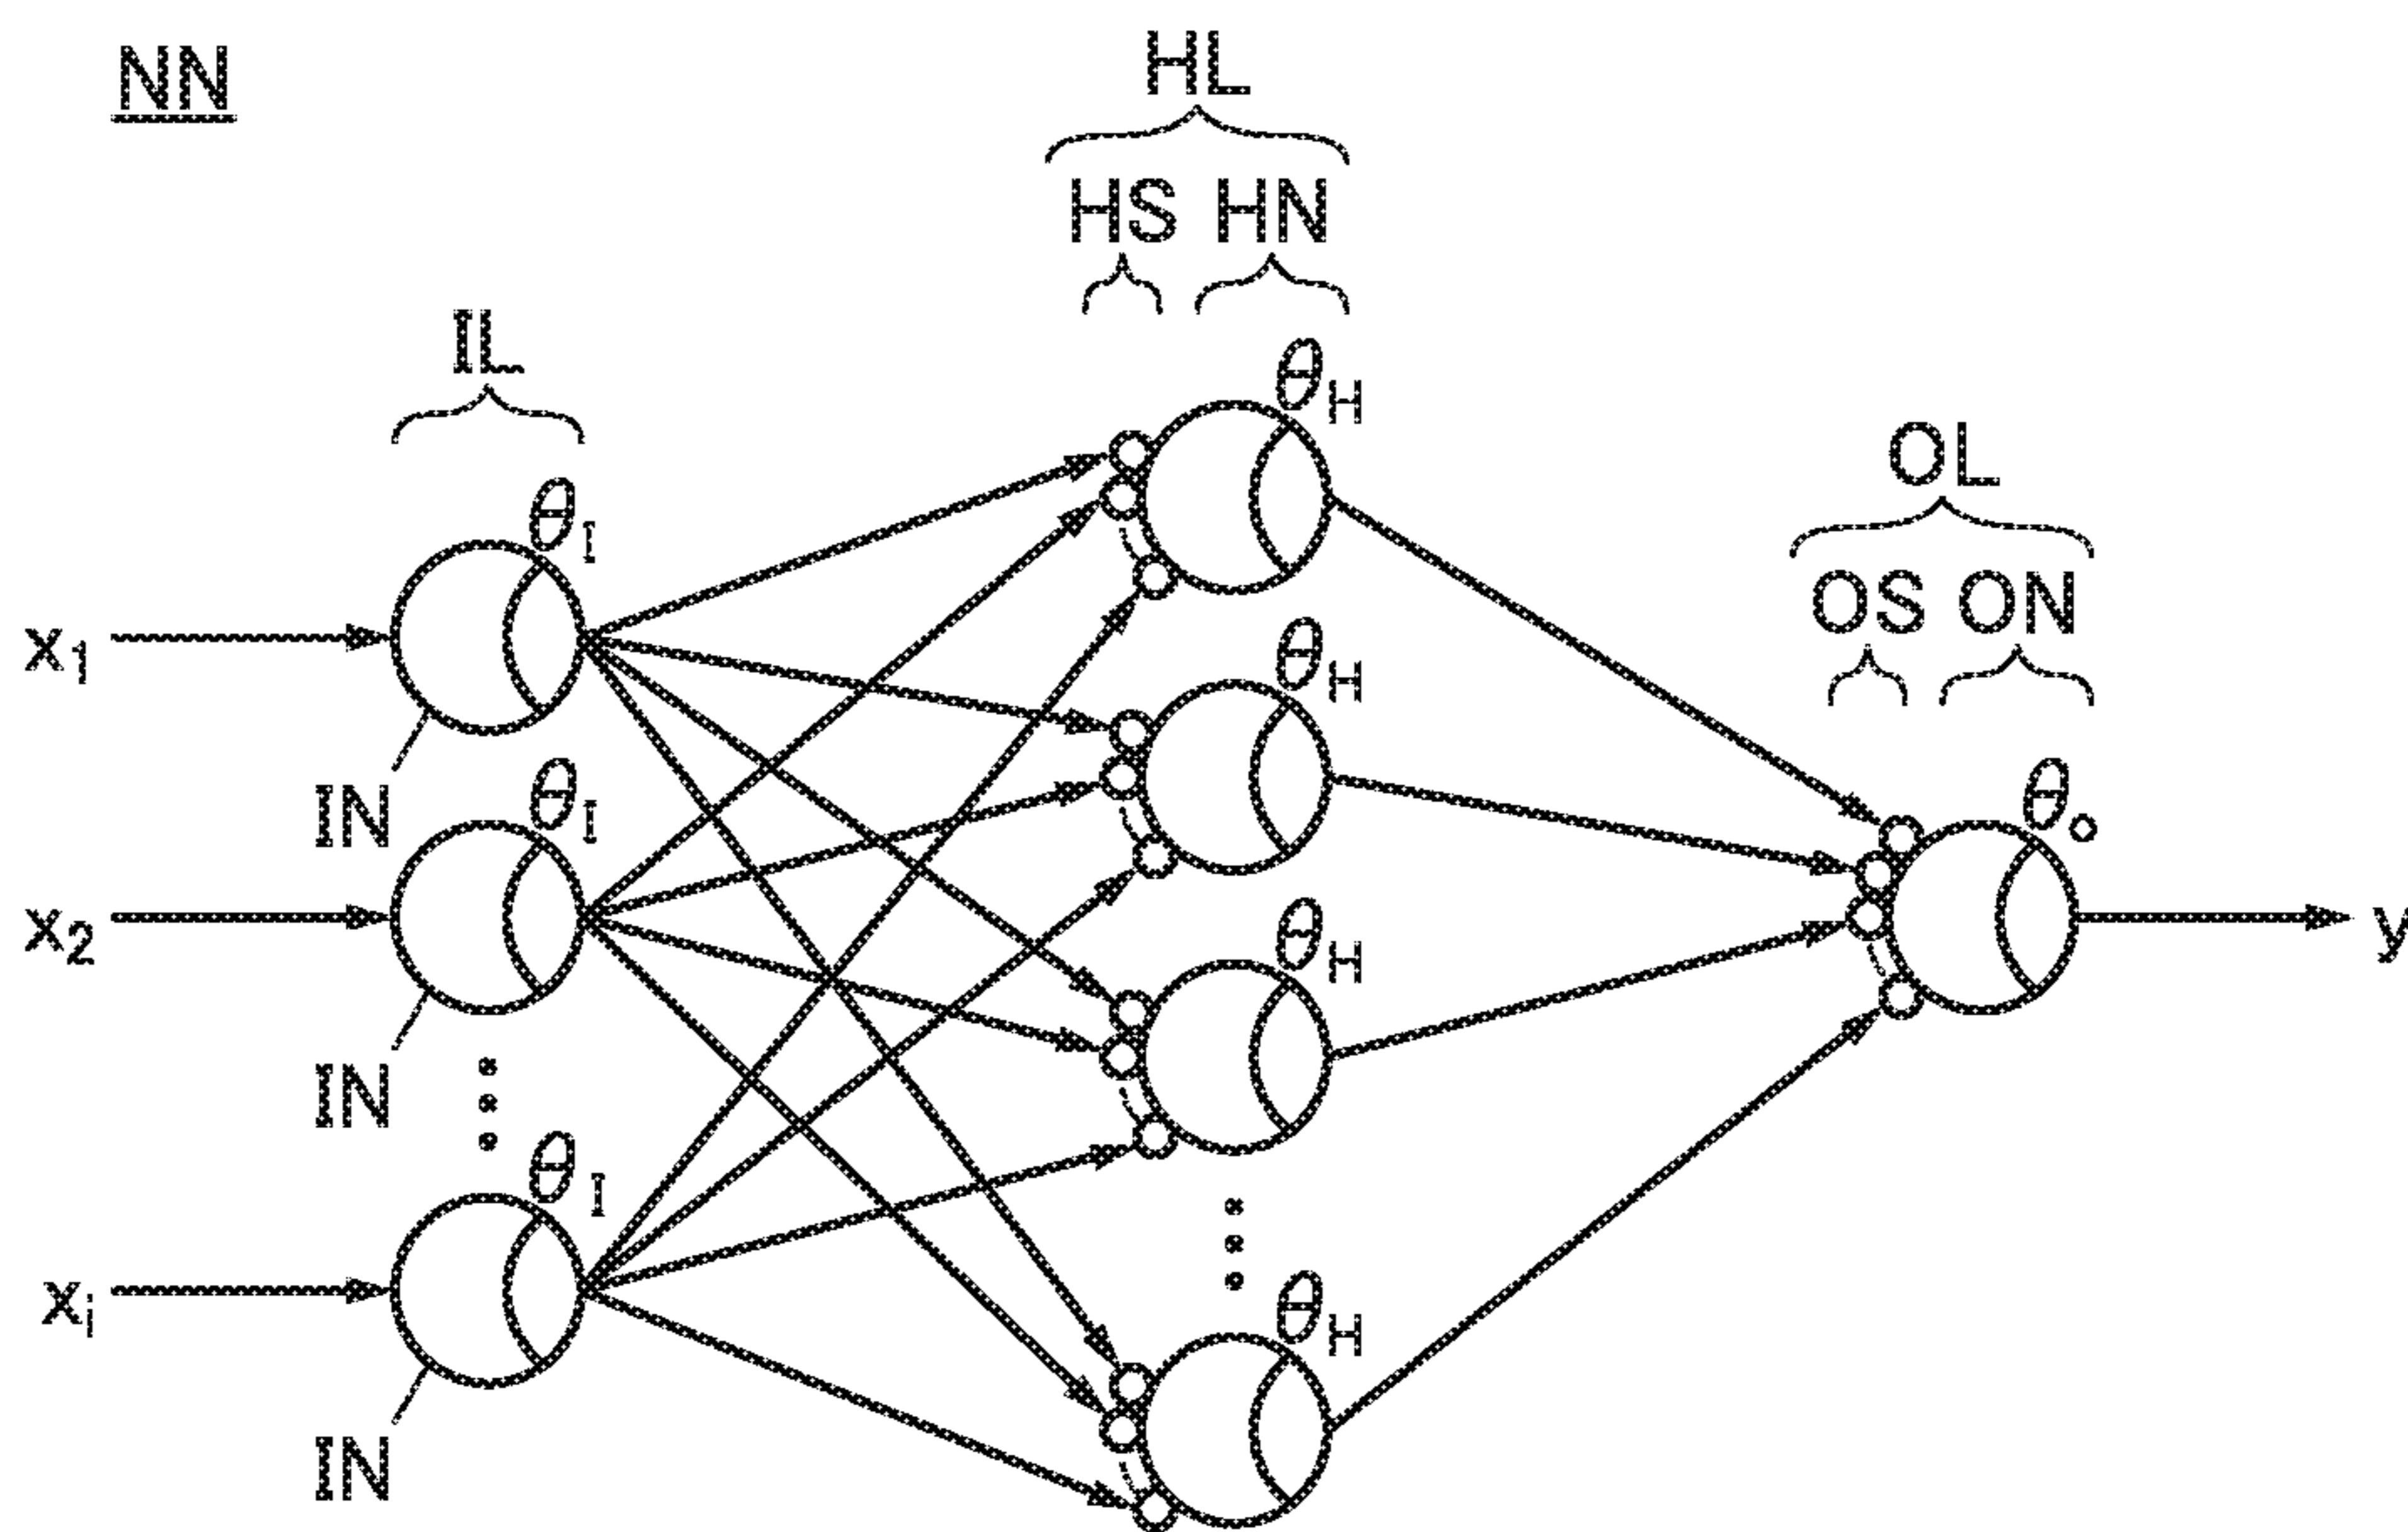 NN
HL
HS HN
IL
θH
OL
θI
OS ON
x1
θH
IN
θI
θo
x2
y
θH
IN
θI
xi
θH
IN